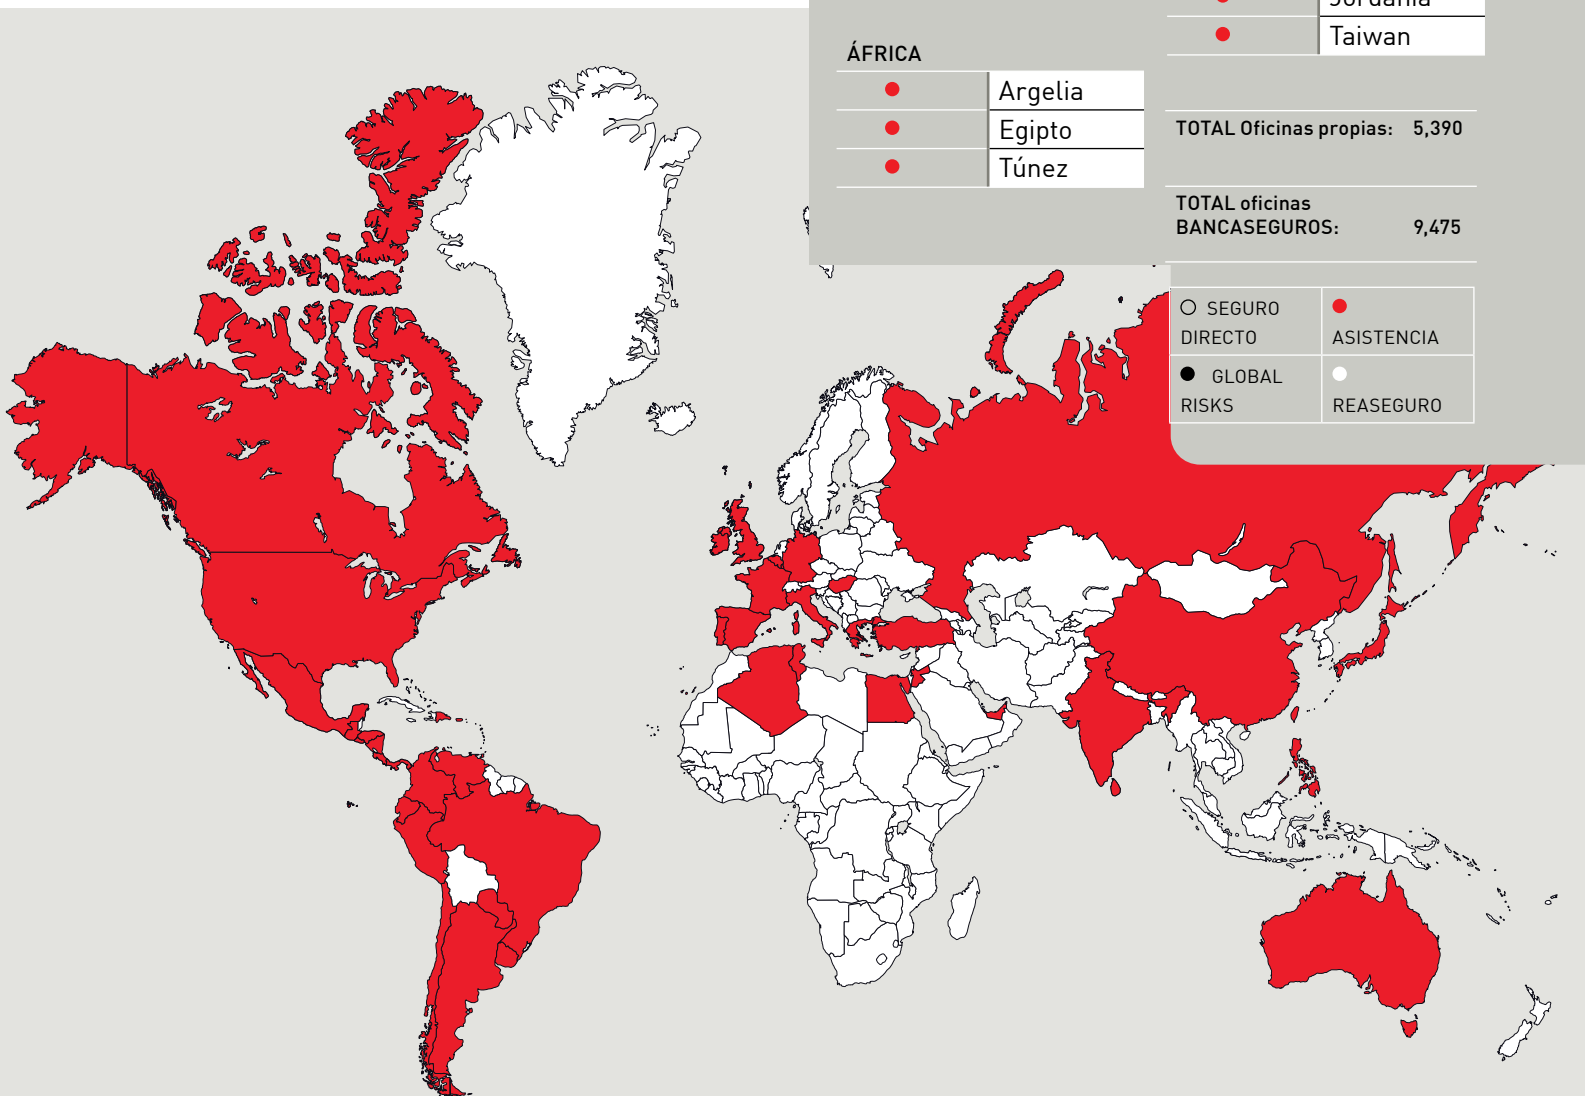 ÁFRICA
Argelia
Egipto
Túnez
Jordania
Taiwan
TOTAL Oficinas propias: 5,390
TOTAL oficinas
BANCASEGUROS: 9,475
SEGURO
DIRECTO
ASISTENCIA
GLOBAL
RISKS
REASEGURO